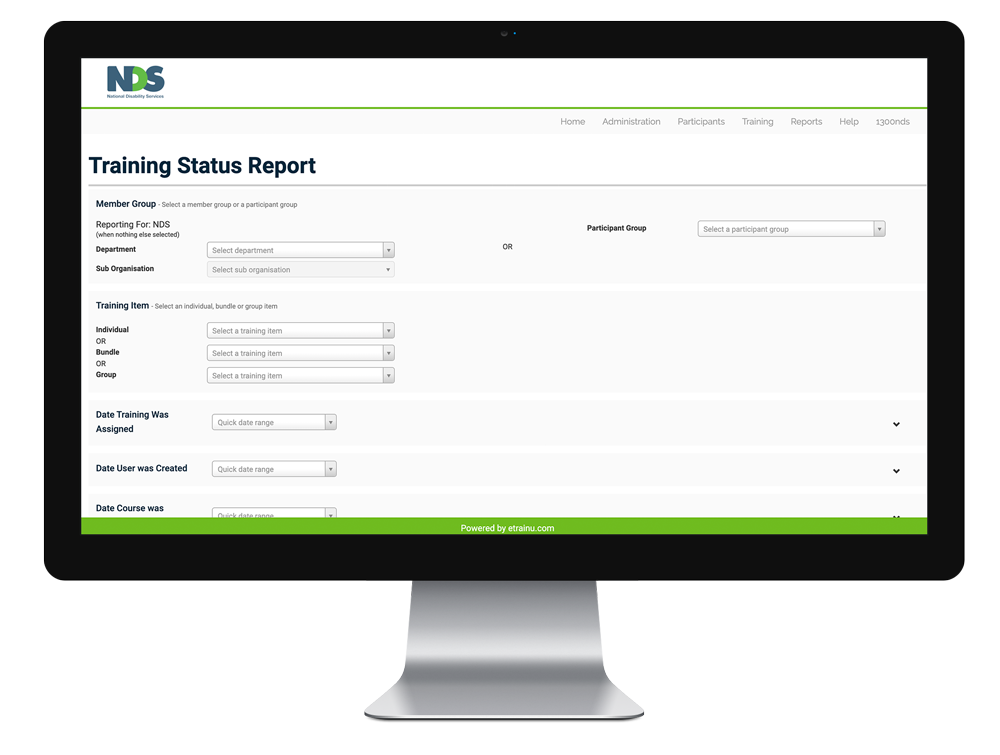 NDS
National Disability Services
Home Administration Participants Training Reports Help 1300nds
Training Status Report
Member Group - Select a member group or a participant group
Reporting For: NDS
(when nothing else selected)
Department Select department
Sub Organisation Select sub organisation
OR
Participant Group Select a participant group
Training Item - Select an individual, bundle or group item
Individual Select a training item
OR
Bundle Select a training item
OR
Group Select a training item
Date Training Was
Assigned
Quick date range
Date User was Created Quick date range
Date Course was
Quick date range
Powered by etrainu.com